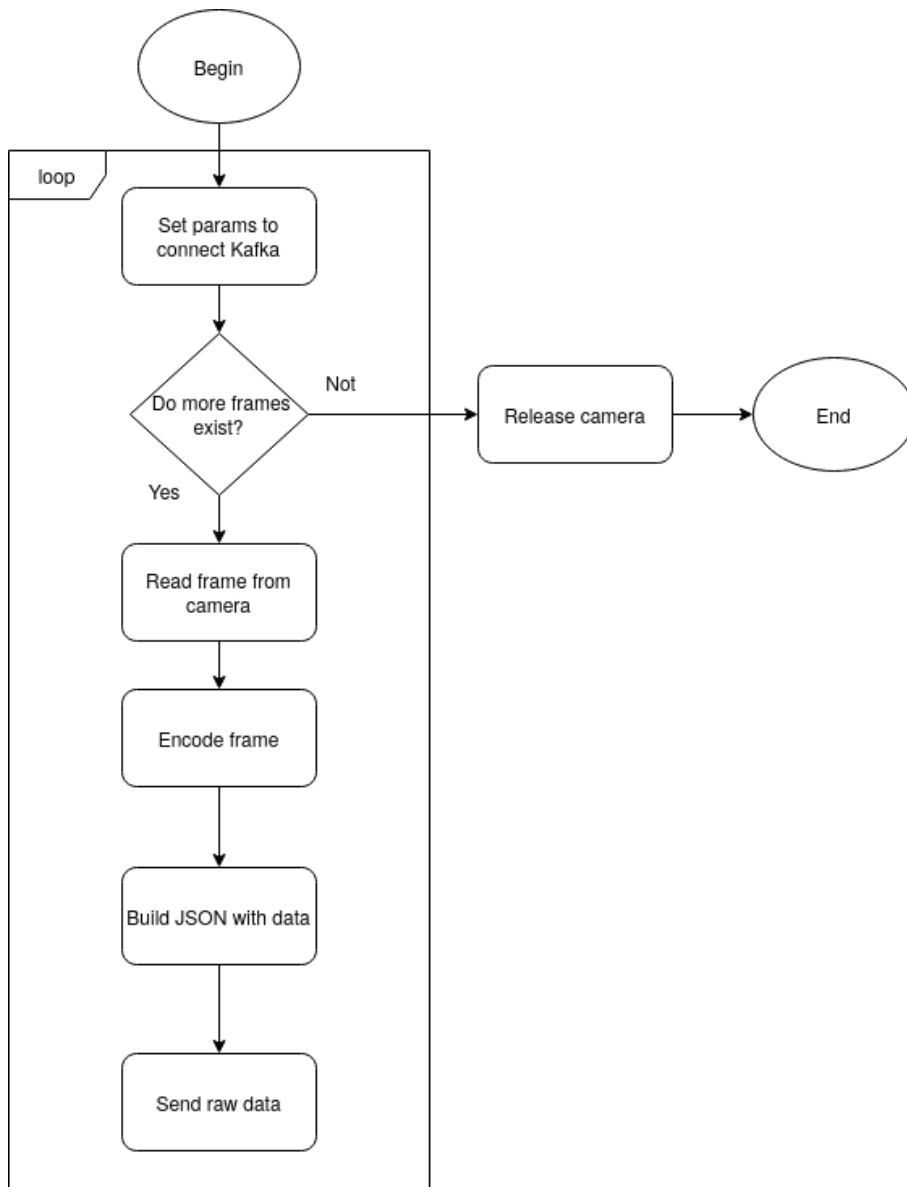 Begin
loop
Set params to
connect Kafka
Do more frames
exist?
Not
Release camera
End
Yes
Read frame from
camera
Encode frame
Build JSON with data
Send raw data